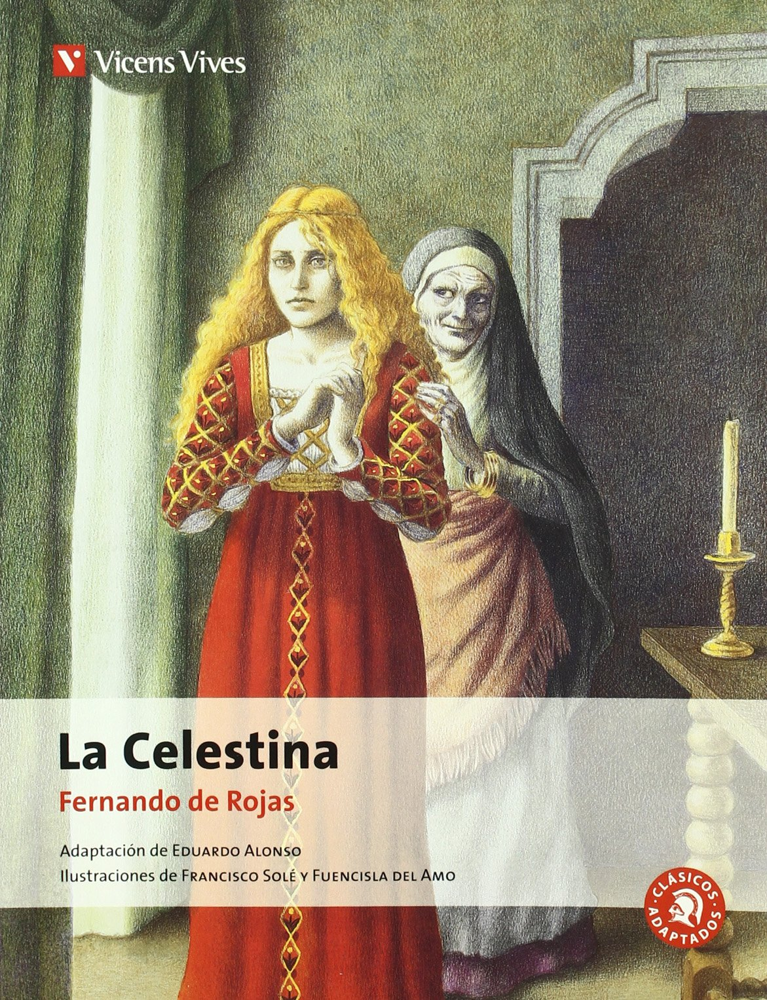 Vicens Vives
La Celestina
Fernando de Rojas
Adaptación de EDUARDO ALONSO
Ilustraciones de FRANCISCO SOLÉ Y FUENCISLA DEL AMO
· CLÁSICOS ·
ADAPTADOS